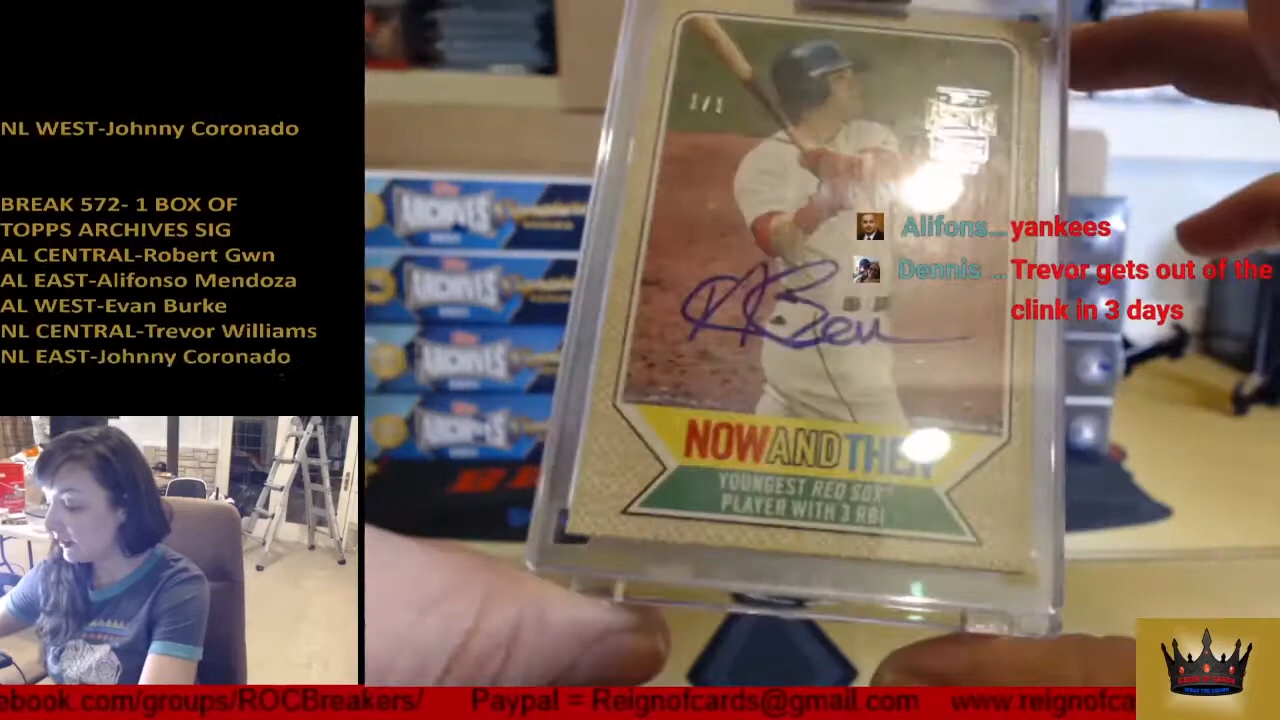 NL WEST-Johnny Coronado
BREAK 572- 1 BOX OF
TOPPS ARCHIVES SIG
AL CENTRAL-Robert Gwn
AL EAST-Alifonso Mendoza
AL WEST-Evan Burke
NL CENTRAL-Trevor Williams
NL EAST-Johnny Coronado
1/1
Alifons... yankees
Dennis ... Trevor gets out of the
clink in 3 days
NOW AND THEN
YOUNGEST RED SOX
PLAYER WITH 3 RBI
ARCHIVES
ARCHIVES
ARCHIVES
ebook.com/groups/ROCBreakers/ Paypal = Reignofcards@gmail.com www.reignofca